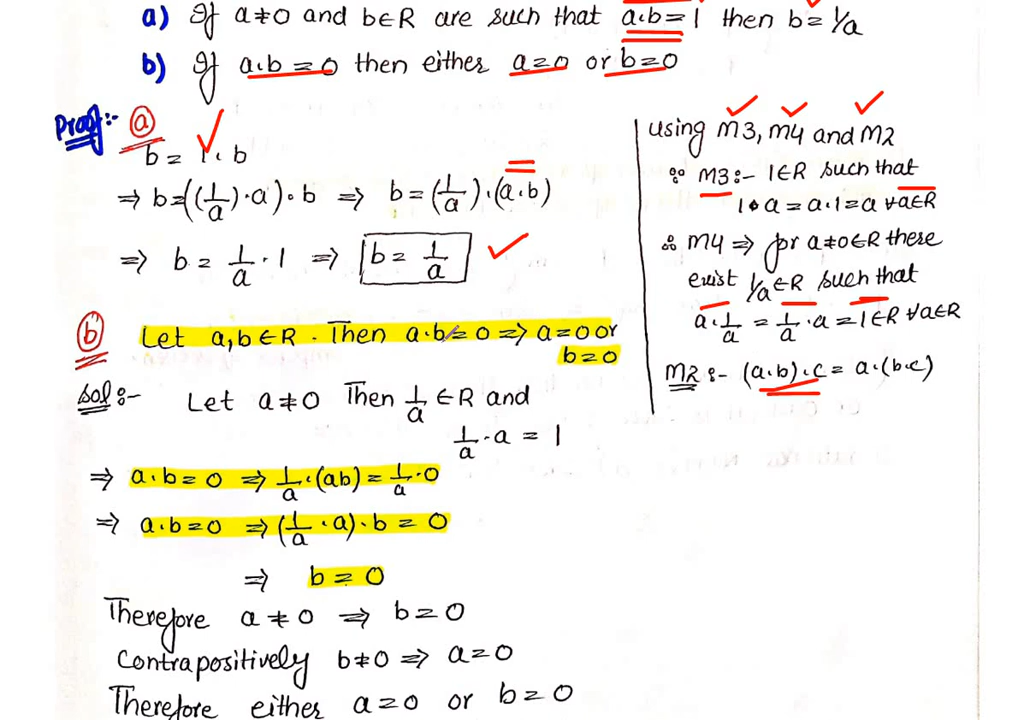 a) If a≠0 and b∈R are such that a·b=1 then b=1/a
b) If a·b=0 then either a=0 or b=0
Proof:- (a)
b = 1·b
⇒ b=((1/a)·a)·b ⇒ b=(1/a)·(a·b)
⇒ b = 1/a · 1 ⇒ b = 1/a
using M3, M4 and M2
∵ M3:- 1∈R such that
1·a=a·1=a ∀a∈R
∴ M4 ⇒ for a≠0∈R there
exist 1/a∈R such that
a·1/a = 1/a·a=1∈R ∀a∈R
M2:- (a·b)·c = a·(b·c)
(b) Let a,b∈R. Then a·b=0 ⇒ a=0 or
b=0
Sol:- Let a≠0 Then 1/a ∈R and
1/a·a = 1
⇒ a·b=0 ⇒ 1/a·(ab)=1/a·0
⇒ a·b=0 ⇒ (1/a·a)·b = 0
⇒ b=0
Therefore a≠0 ⇒ b=0
Contrapositively b≠0 ⇒ a=0
Therefore either a=0 or b=0